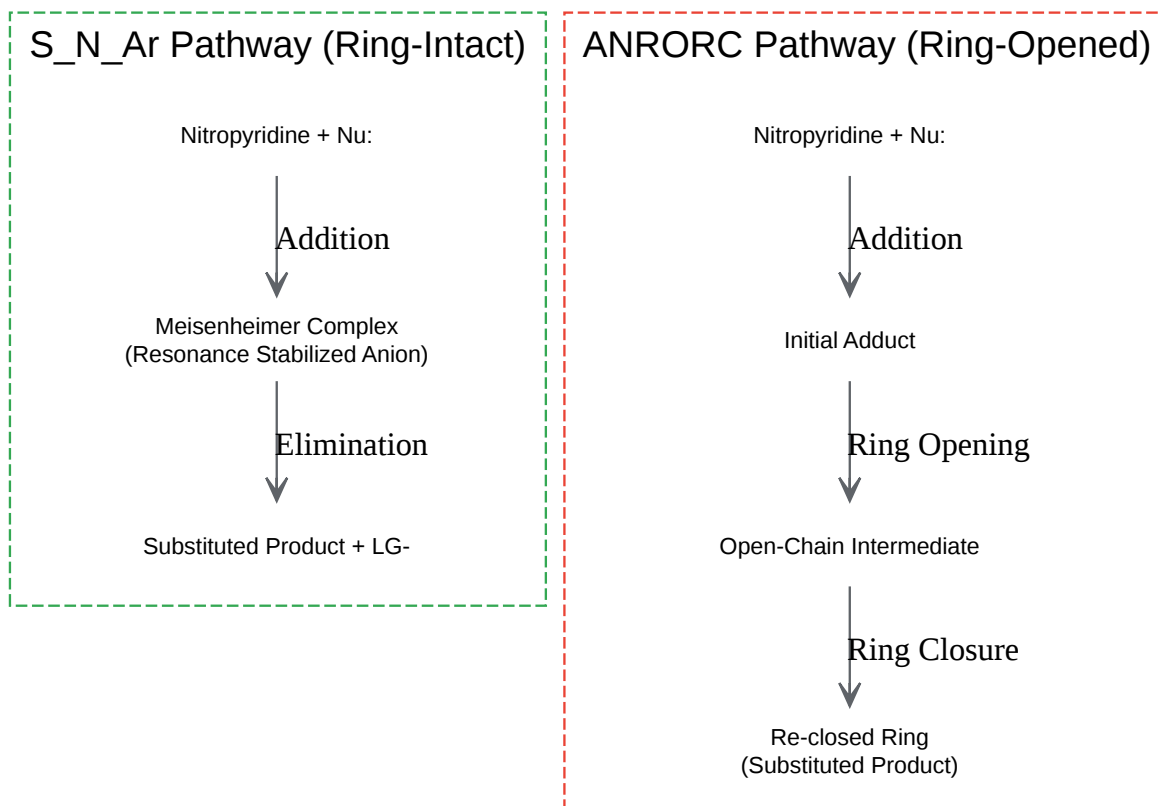 S_N_Ar Pathway (Ring-Intact)
Nitropyridine + Nu:
Addition
Meisenheimer Complex
(Resonance Stabilized Anion)
Elimination
Substituted Product + LG-
ANRORC Pathway (Ring-Opened)
Nitropyridine + Nu:
Addition
Initial Adduct
Ring Opening
Open-Chain Intermediate
Ring Closure
Re-closed Ring
(Substituted Product)